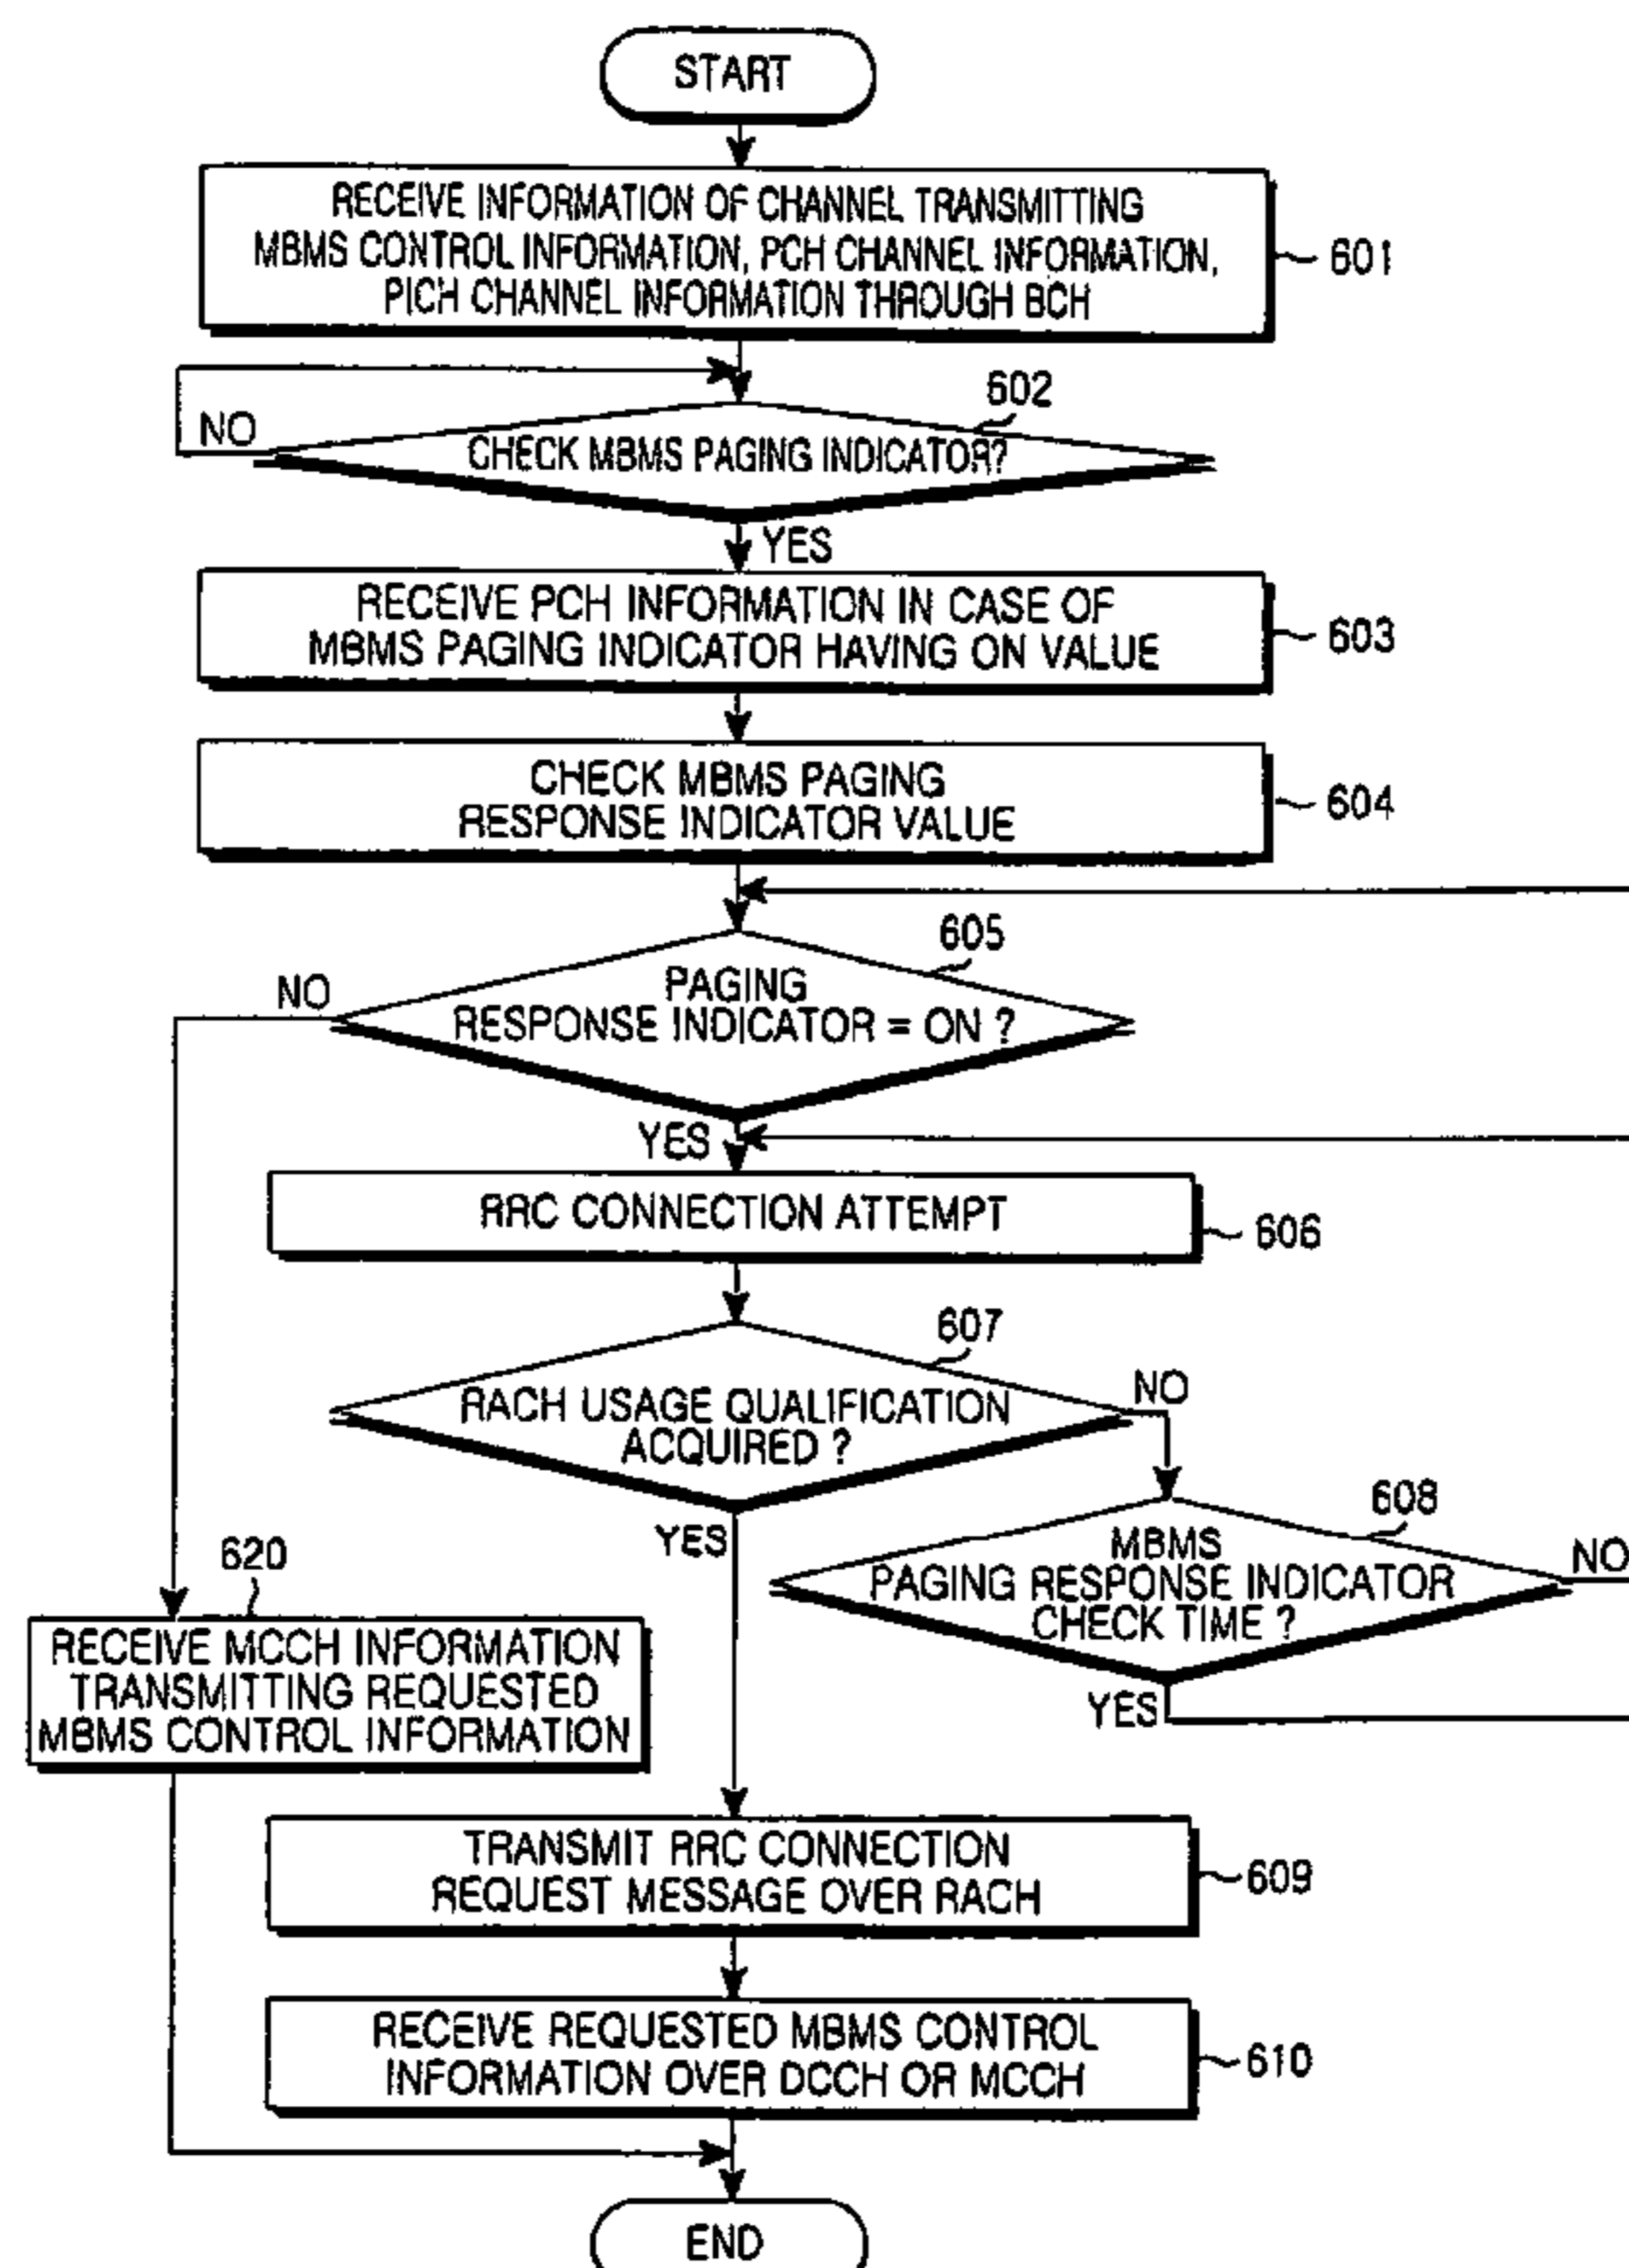 START
RECEIVE INFORMATION OF CHANNEL TRANSMITTING
MBMS CONTROL INFORMATION, PCH CHANNEL INFORMATION,
PICH CHANNEL INFORMATION THROUGH BCH
601
602
NO
CHECK MBMS PAGING INDICATOR?
YES
RECEIVE PCH INFORMATION IN CASE OF
MBMS PAGING INDICATOR HAVING ON VALUE
603
CHECK MBMS PAGING
RESPONSE INDICATOR VALUE
604
605
NO
PAGING
RESPONSE INDICATOR = ON ?
YES
RRC CONNECTION ATTEMPT
606
607
NO
RACH USAGE QUALIFICATION
ACQUIRED ?
YES
608
NO
MBMS
PAGING RESPONSE INDICATOR
CHECK TIME ?
YES
620
RECEIVE MCCH INFORMATION
TRANSMITTING REQUESTED
MBMS CONTROL INFORMATION
TRANSMIT RRC CONNECTION
REQUEST MESSAGE OVER RACH
609
RECEIVE REQUESTED MBMS CONTROL
INFORMATION OVER DCCH OR MCCH
610
END